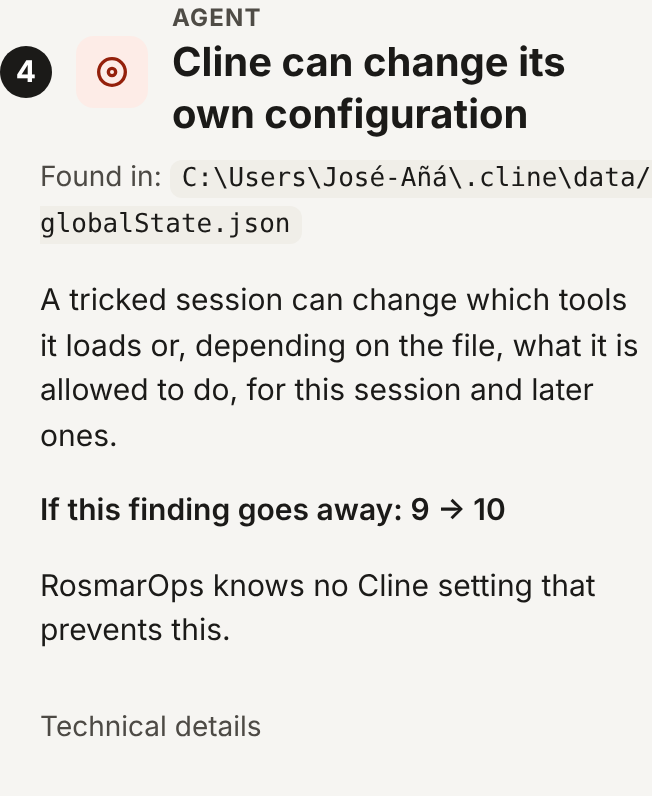 AGENT
4
Cline can change its
own configuration
Found in: C:\Users\José-Añá\.cline\data/
globalState.json
A tricked session can change which tools
it loads or, depending on the file, what it is
allowed to do, for this session and later
ones.
If this finding goes away: 9 → 10
RosmarOps knows no Cline setting that
prevents this.
Technical details